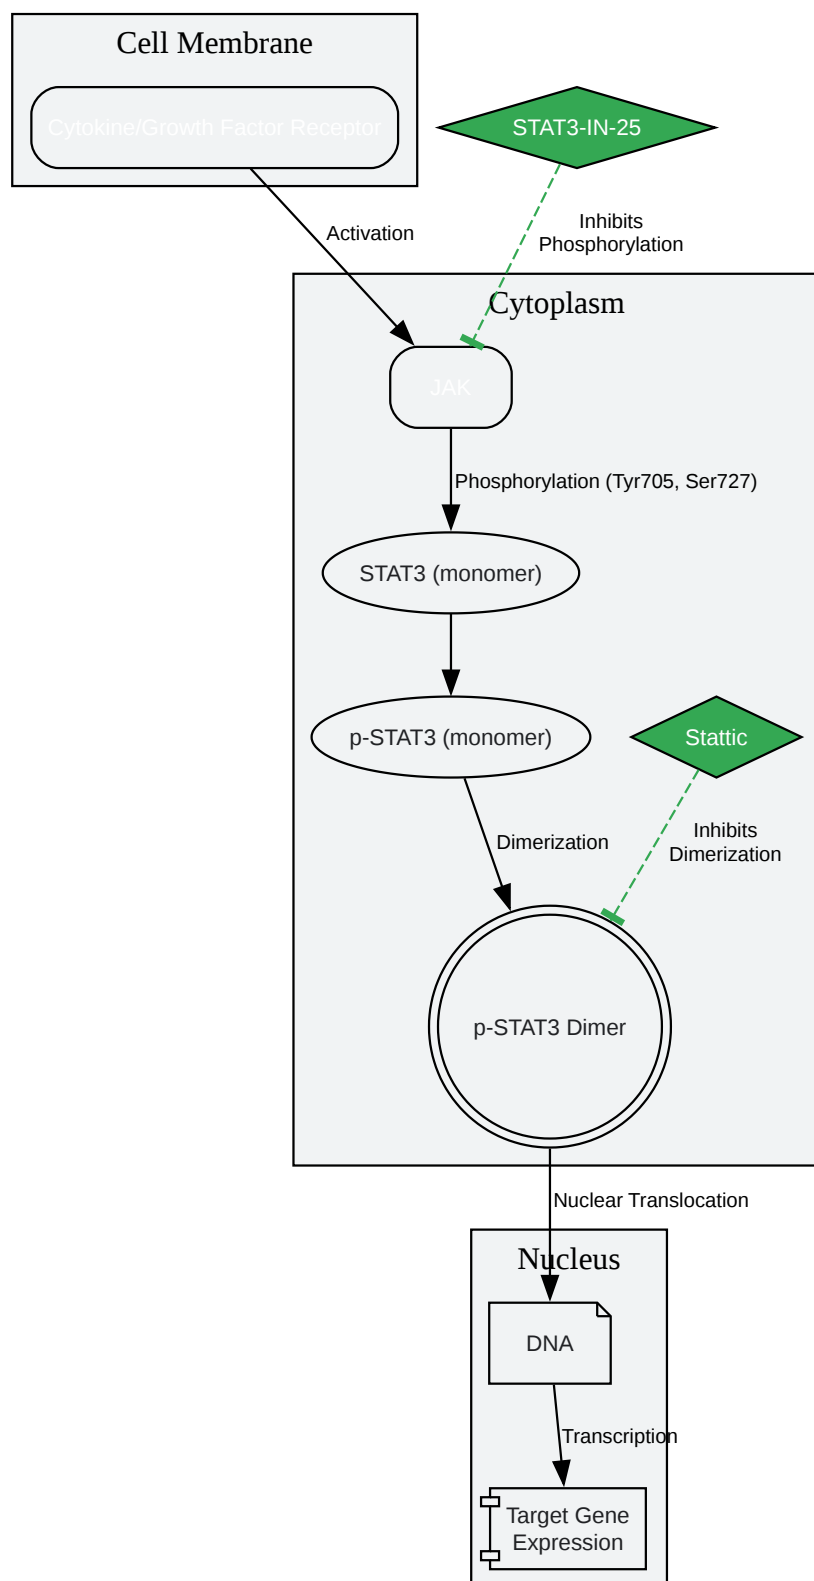 Cell Membrane
Cytokine/Growth Factor Receptor
STAT3-IN-25
Activation
Inhibits
Phosphorylation
Cytoplasm
JAK
Phosphorylation (Tyr705, Ser727)
STAT3 (monomer)
p-STAT3 (monomer)
Stattic
Dimerization
Inhibits
Dimerization
p-STAT3 Dimer
Nuclear Translocation
Nucleus
DNA
Transcription
Target Gene
Expression